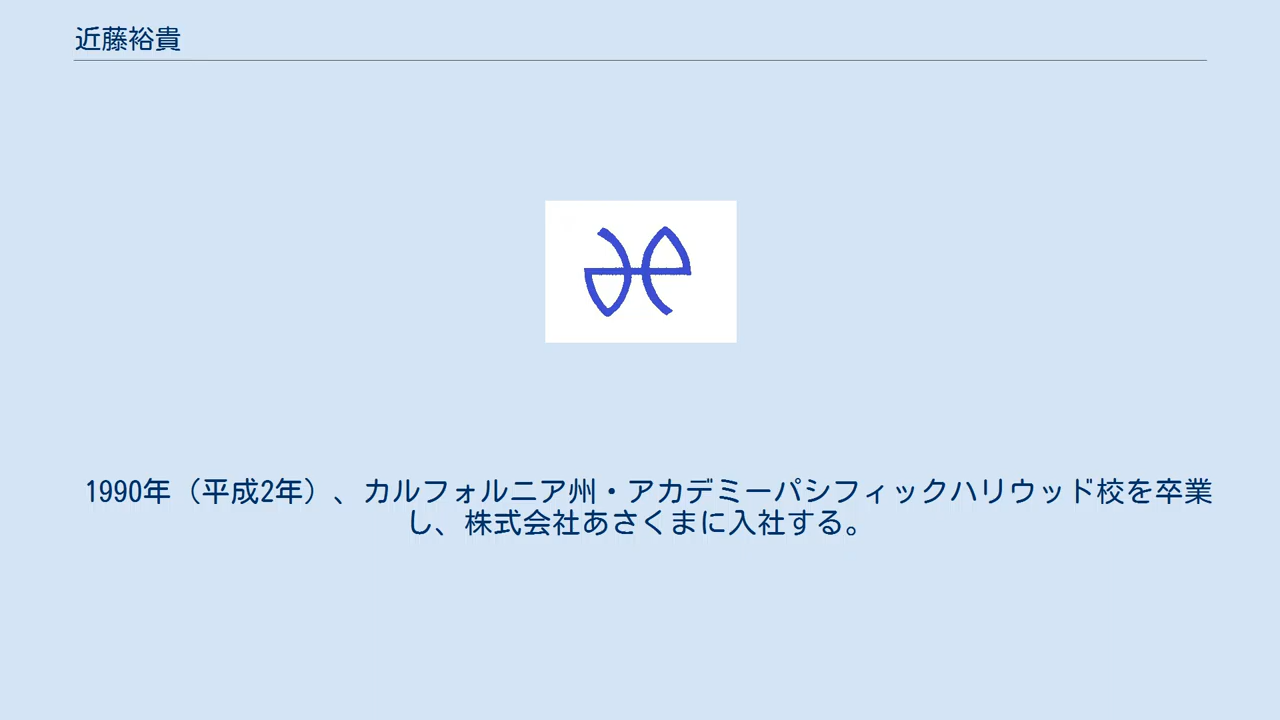 近藤裕貴
1990年（平成2年）、カルフォルニア州・アカデミーパシフィックハリウッド校を卒業
し、株式会社あさくまに入社する。